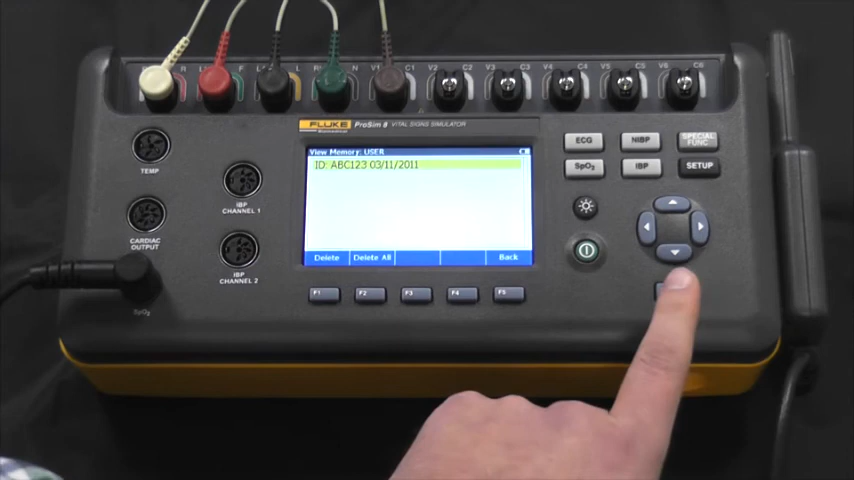 R F L N V1 C1 V2 C2 V3 C3 V4 C4 V5 C5 V6 C6
FLUKE ProSim 8 VITAL SIGNS SIMULATOR
View Memory: USER
ID: ABC123 03/11/2011
Delete Delete All Back
F1 F2 F3 F4 F5
TEMP
CARDIAC
OUTPUT
SpO₂
IBP
CHANNEL 1
IBP
CHANNEL 2
ECG NIBP SPECIAL
FUNC
SpO₂ IBP SETUP